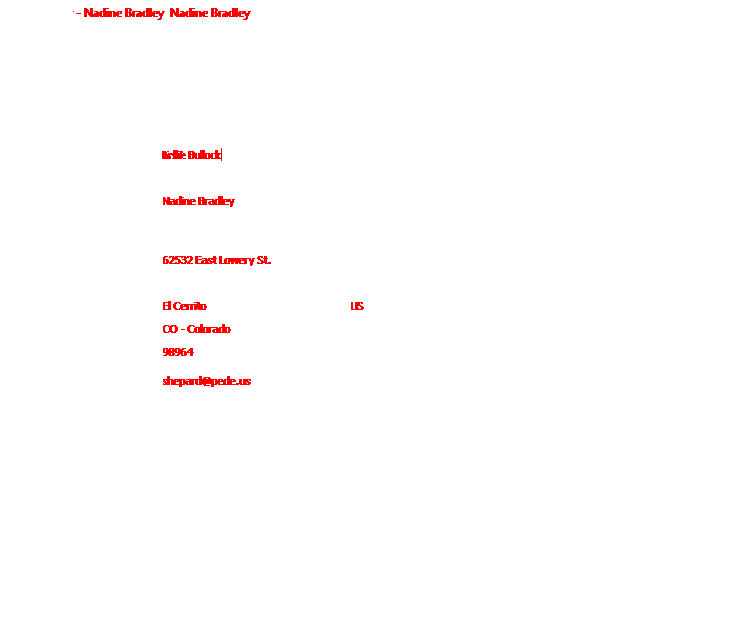 - Nadine Bradley Nadine Bradley
Bullock
Nadine Bradley
62532 East Lowery St.
El Cerrito US
CO - Colorado
98964
shepard@pede.us